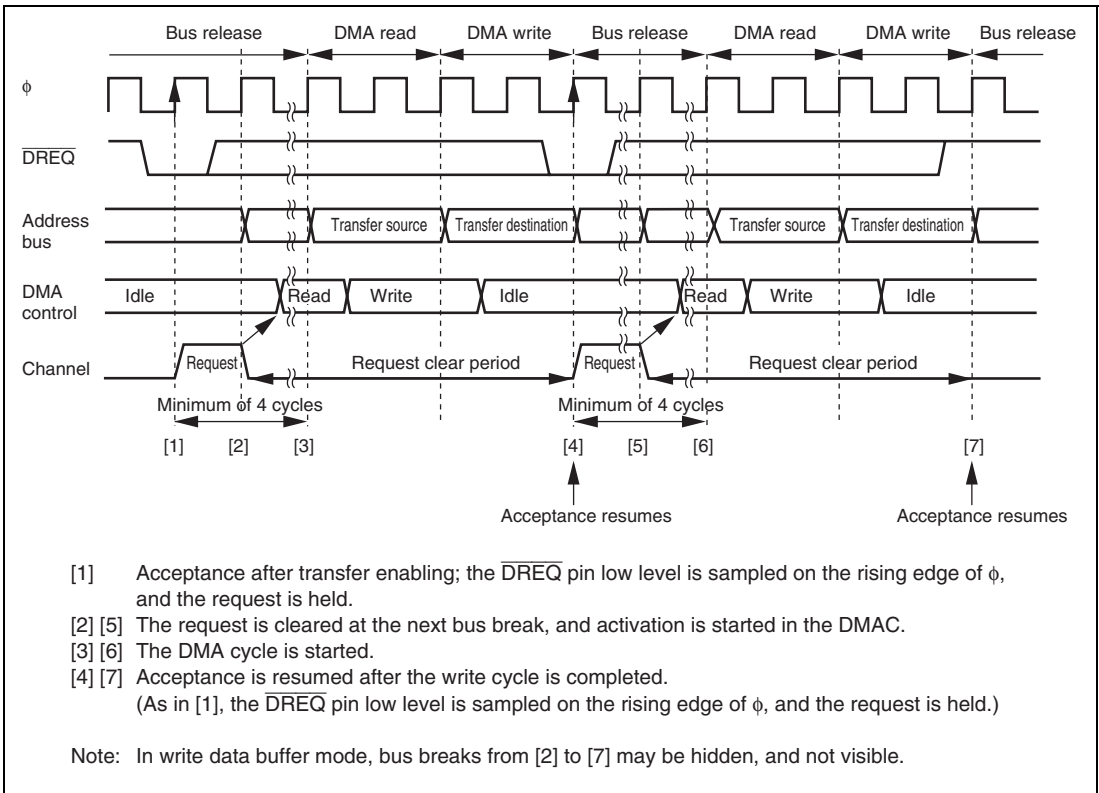 Bus release DMA read DMA write Bus release DMA read DMA write Bus release
φ
DREQ
Address bus
Transfer source Transfer destination Transfer source Transfer destination
DMA control
Idle Read Write Idle Read Write Idle
Channel
Request Request clear period Request Request clear period
Minimum of 4 cycles Minimum of 4 cycles
[1] [2] [3] [4] [5] [6] [7]
Acceptance resumes Acceptance resumes
[1] Acceptance after transfer enabling; the DREQ pin low level is sampled on the rising edge of φ,
and the request is held.
[2] [5] The request is cleared at the next bus break, and activation is started in the DMAC.
[3] [6] The DMA cycle is started.
[4] [7] Acceptance is resumed after the write cycle is completed.
(As in [1], the DREQ pin low level is sampled on the rising edge of φ, and the request is held.)
Note: In write data buffer mode, bus breaks from [2] to [7] may be hidden, and not visible.